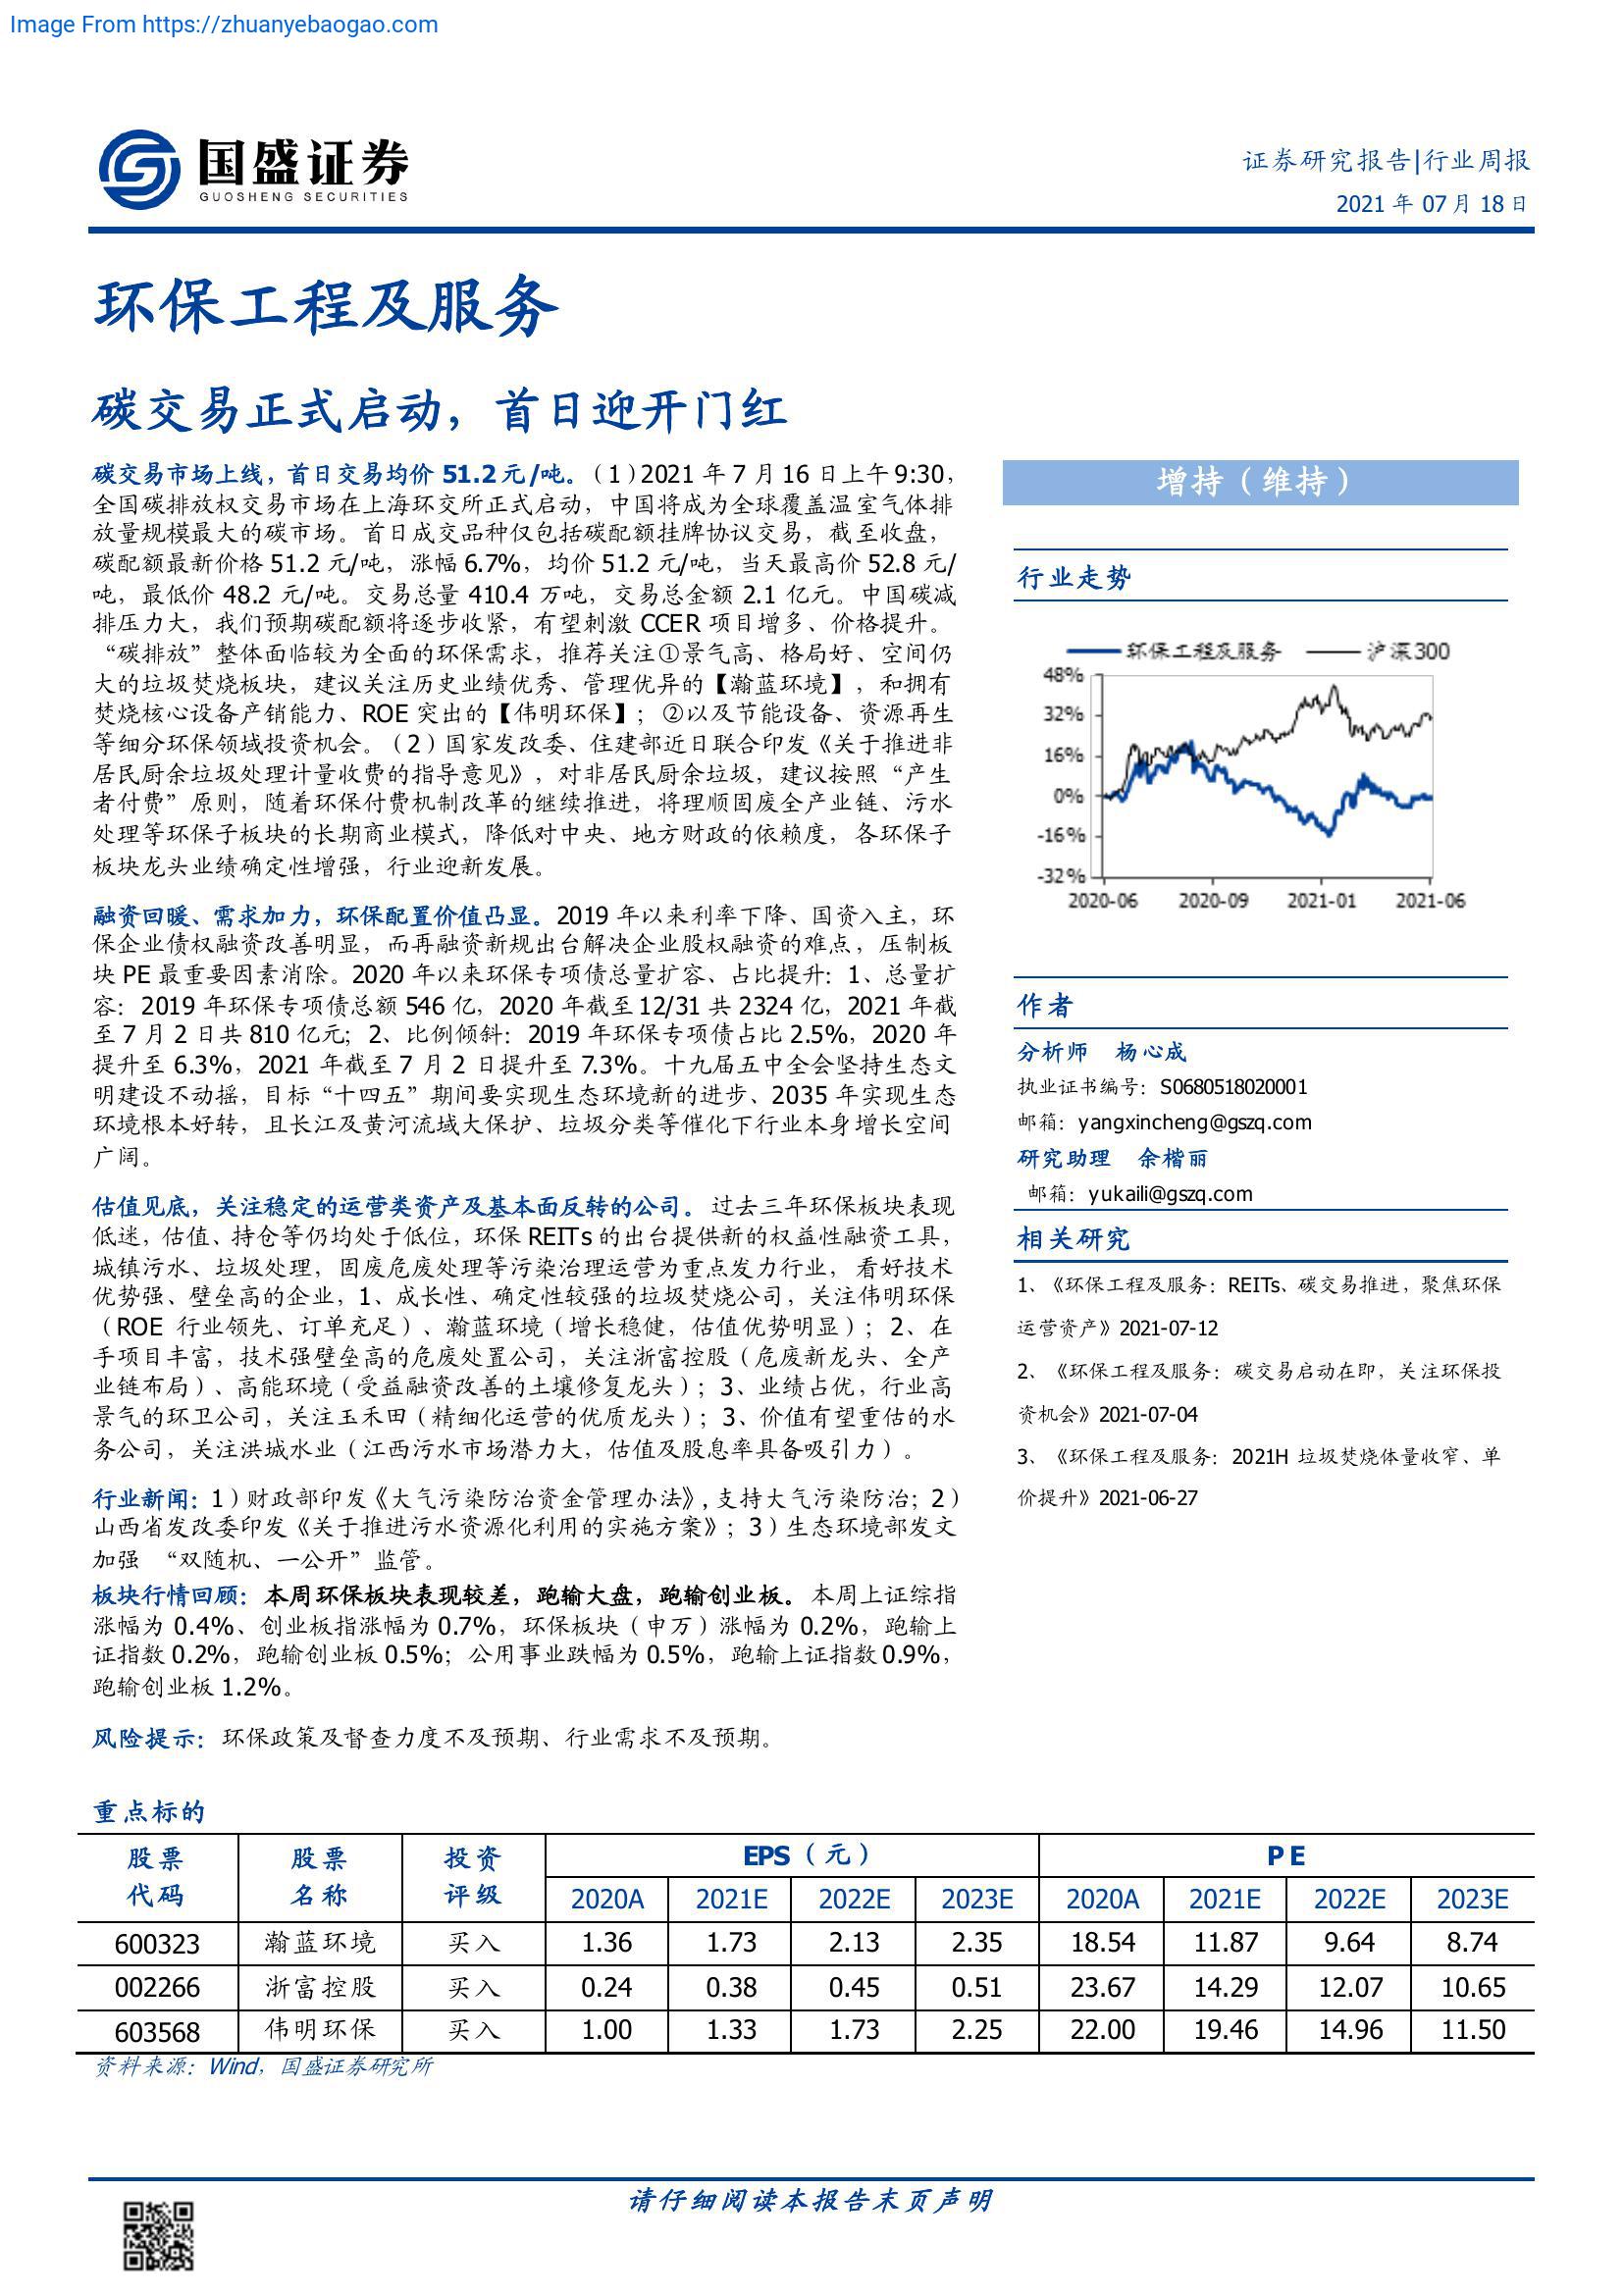 Image From https://zhuanyebaogao.com
国盛证券
GUOSHENG SECURITIES
证券研究报告|行业周报
2021 年 07 月 18 日
环保工程及服务
碳交易正式启动，首日迎开门红
碳交易市场上线，首日交易均价 51.2 元/吨。（1）2021 年 7 月 16 日上午 9:30，
全国碳排放权交易市场在上海环交所正式启动，中国将成为全球覆盖温室气体排
放量规模最大的碳市场。首日成交品种仅包括碳配额挂牌协议交易，截至收盘，
碳配额最新价格 51.2 元/吨，涨幅 6.7%，均价 51.2 元/吨，当天最高价 52.8 元/
吨，最低价 48.2 元/吨。交易总量 410.4 万吨，交易总金额 2.1 亿元。中国碳减
排压力大，我们预期碳配额将逐步收紧，有望刺激 CCER 项目增多、价格提升。
“碳排放”整体面临较为全面的环保需求，推荐关注①景气高、格局好、空间仍
大的垃圾焚烧板块，建议关注历史业绩优秀、管理优异的【瀚蓝环境】，和拥有
焚烧核心设备产销能力、ROE 突出的【伟明环保】；②以及节能设备、资源再生
等细分环保领域投资机会。（2）国家发改委、住建部近日联合印发《关于推进非
居民厨余垃圾处理计量收费的指导意见》，对非居民厨余垃圾，建议按照“产生
者付费”原则，随着环保付费机制改革的继续推进，将理顺固废全产业链、污水
处理等环保子板块的长期商业模式，降低对中央、地方财政的依赖度，各环保子
板块龙头业绩确定性增强，行业迎新发展。
融资回暖、需求加力，环保配置价值凸显。2019 年以来利率下降、国资入主，环
保企业债权融资改善明显，而再融资新规出台解决企业股权融资的难点，压制板
块 PE 最重要因素消除。2020 年以来环保专项债总量扩容、占比提升：1、总量扩
容：2019 年环保专项债总额 546 亿，2020 年截至 12/31 共 2324 亿，2021 年截
至 7 月 2 日共 810 亿元；2、比例倾斜：2019 年环保专项债占比 2.5%，2020 年
提升至 6.3%，2021 年截至 7 月 2 日提升至 7.3%。十九届五中全会坚持生态文
明建设不动摇，目标“十四五”期间要实现生态环境新的进步、2035 年实现生态
环境根本好转，且长江及黄河流域大保护、垃圾分类等催化下行业本身增长空间
广阔。
估值见底，关注稳定的运营类资产及基本面反转的公司。过去三年环保板块表现
低迷，估值、持仓等仍均处于低位，环保 REITs 的出台提供新的权益性融资工具，
城镇污水、垃圾处理，固废危废处理等污染治理运营为重点发力行业，看好技术
优势强、壁垒高的企业，1、成长性、确定性较强的垃圾焚烧公司，关注伟明环保
（ROE 行业领先、订单充足）、瀚蓝环境（增长稳健，估值优势明显）；2、在
手项目丰富，技术强壁垒高的危废处置公司，关注浙富控股（危废新龙头、全产
业链布局）、高能环境（受益融资改善的土壤修复龙头）；3、业绩占优，行业高
景气的环卫公司，关注玉禾田（精细化运营的优质龙头）；3、价值有望重估的水
务公司，关注洪城水业（江西污水市场潜力大，估值及股息率具备吸引力）。
行业新闻：1）财政部印发《大气污染防治资金管理办法》,支持大气污染防治；2）
山西省发改委印发《关于推进污水资源化利用的实施方案》；3）生态环境部发文
加强 “双随机、一公开”监管。
板块行情回顾：本周环保板块表现较差，跑输大盘，跑输创业板。本周上证综指
涨幅为 0.4%、创业板指涨幅为 0.7%，环保板块（申万）涨幅为 0.2%，跑输上
证指数 0.2%，跑输创业板 0.5%；公用事业跌幅为 0.5%，跑输上证指数 0.9%，
跑输创业板 1.2%。
风险提示：环保政策及督查力度不及预期、行业需求不及预期。
增持（维持）
行业走势
环保工程及服务 沪深300
48%
32%
16%
0%
-16%
-32%
2020-06 2020-09 2021-01 2021-06
作者
分析师 杨心成
执业证书编号：S0680518020001
邮箱：yangxincheng@gszq.com
研究助理 余楷丽
邮箱：yukaili@gszq.com
相关研究
1、《环保工程及服务：REITs、碳交易推进，聚焦环保
运营资产》2021-07-12
2、《环保工程及服务：碳交易启动在即，关注环保投
资机会》2021-07-04
3、《环保工程及服务：2021H 垃圾焚烧体量收窄、单
价提升》2021-06-27
重点标的
股票 股票 投资 EPS（元） PE
代码 名称 评级 2020A 2021E 2022E 2023E 2020A 2021E 2022E 2023E
600323 瀚蓝环境 买入 1.36 1.73 2.13 2.35 18.54 11.87 9.64 8.74
002266 浙富控股 买入 0.24 0.38 0.45 0.51 23.67 14.29 12.07 10.65
603568 伟明环保 买入 1.00 1.33 1.73 2.25 22.00 19.46 14.96 11.50
资料来源：Wind，国盛证券研究所
请仔细阅读本报告末页声明